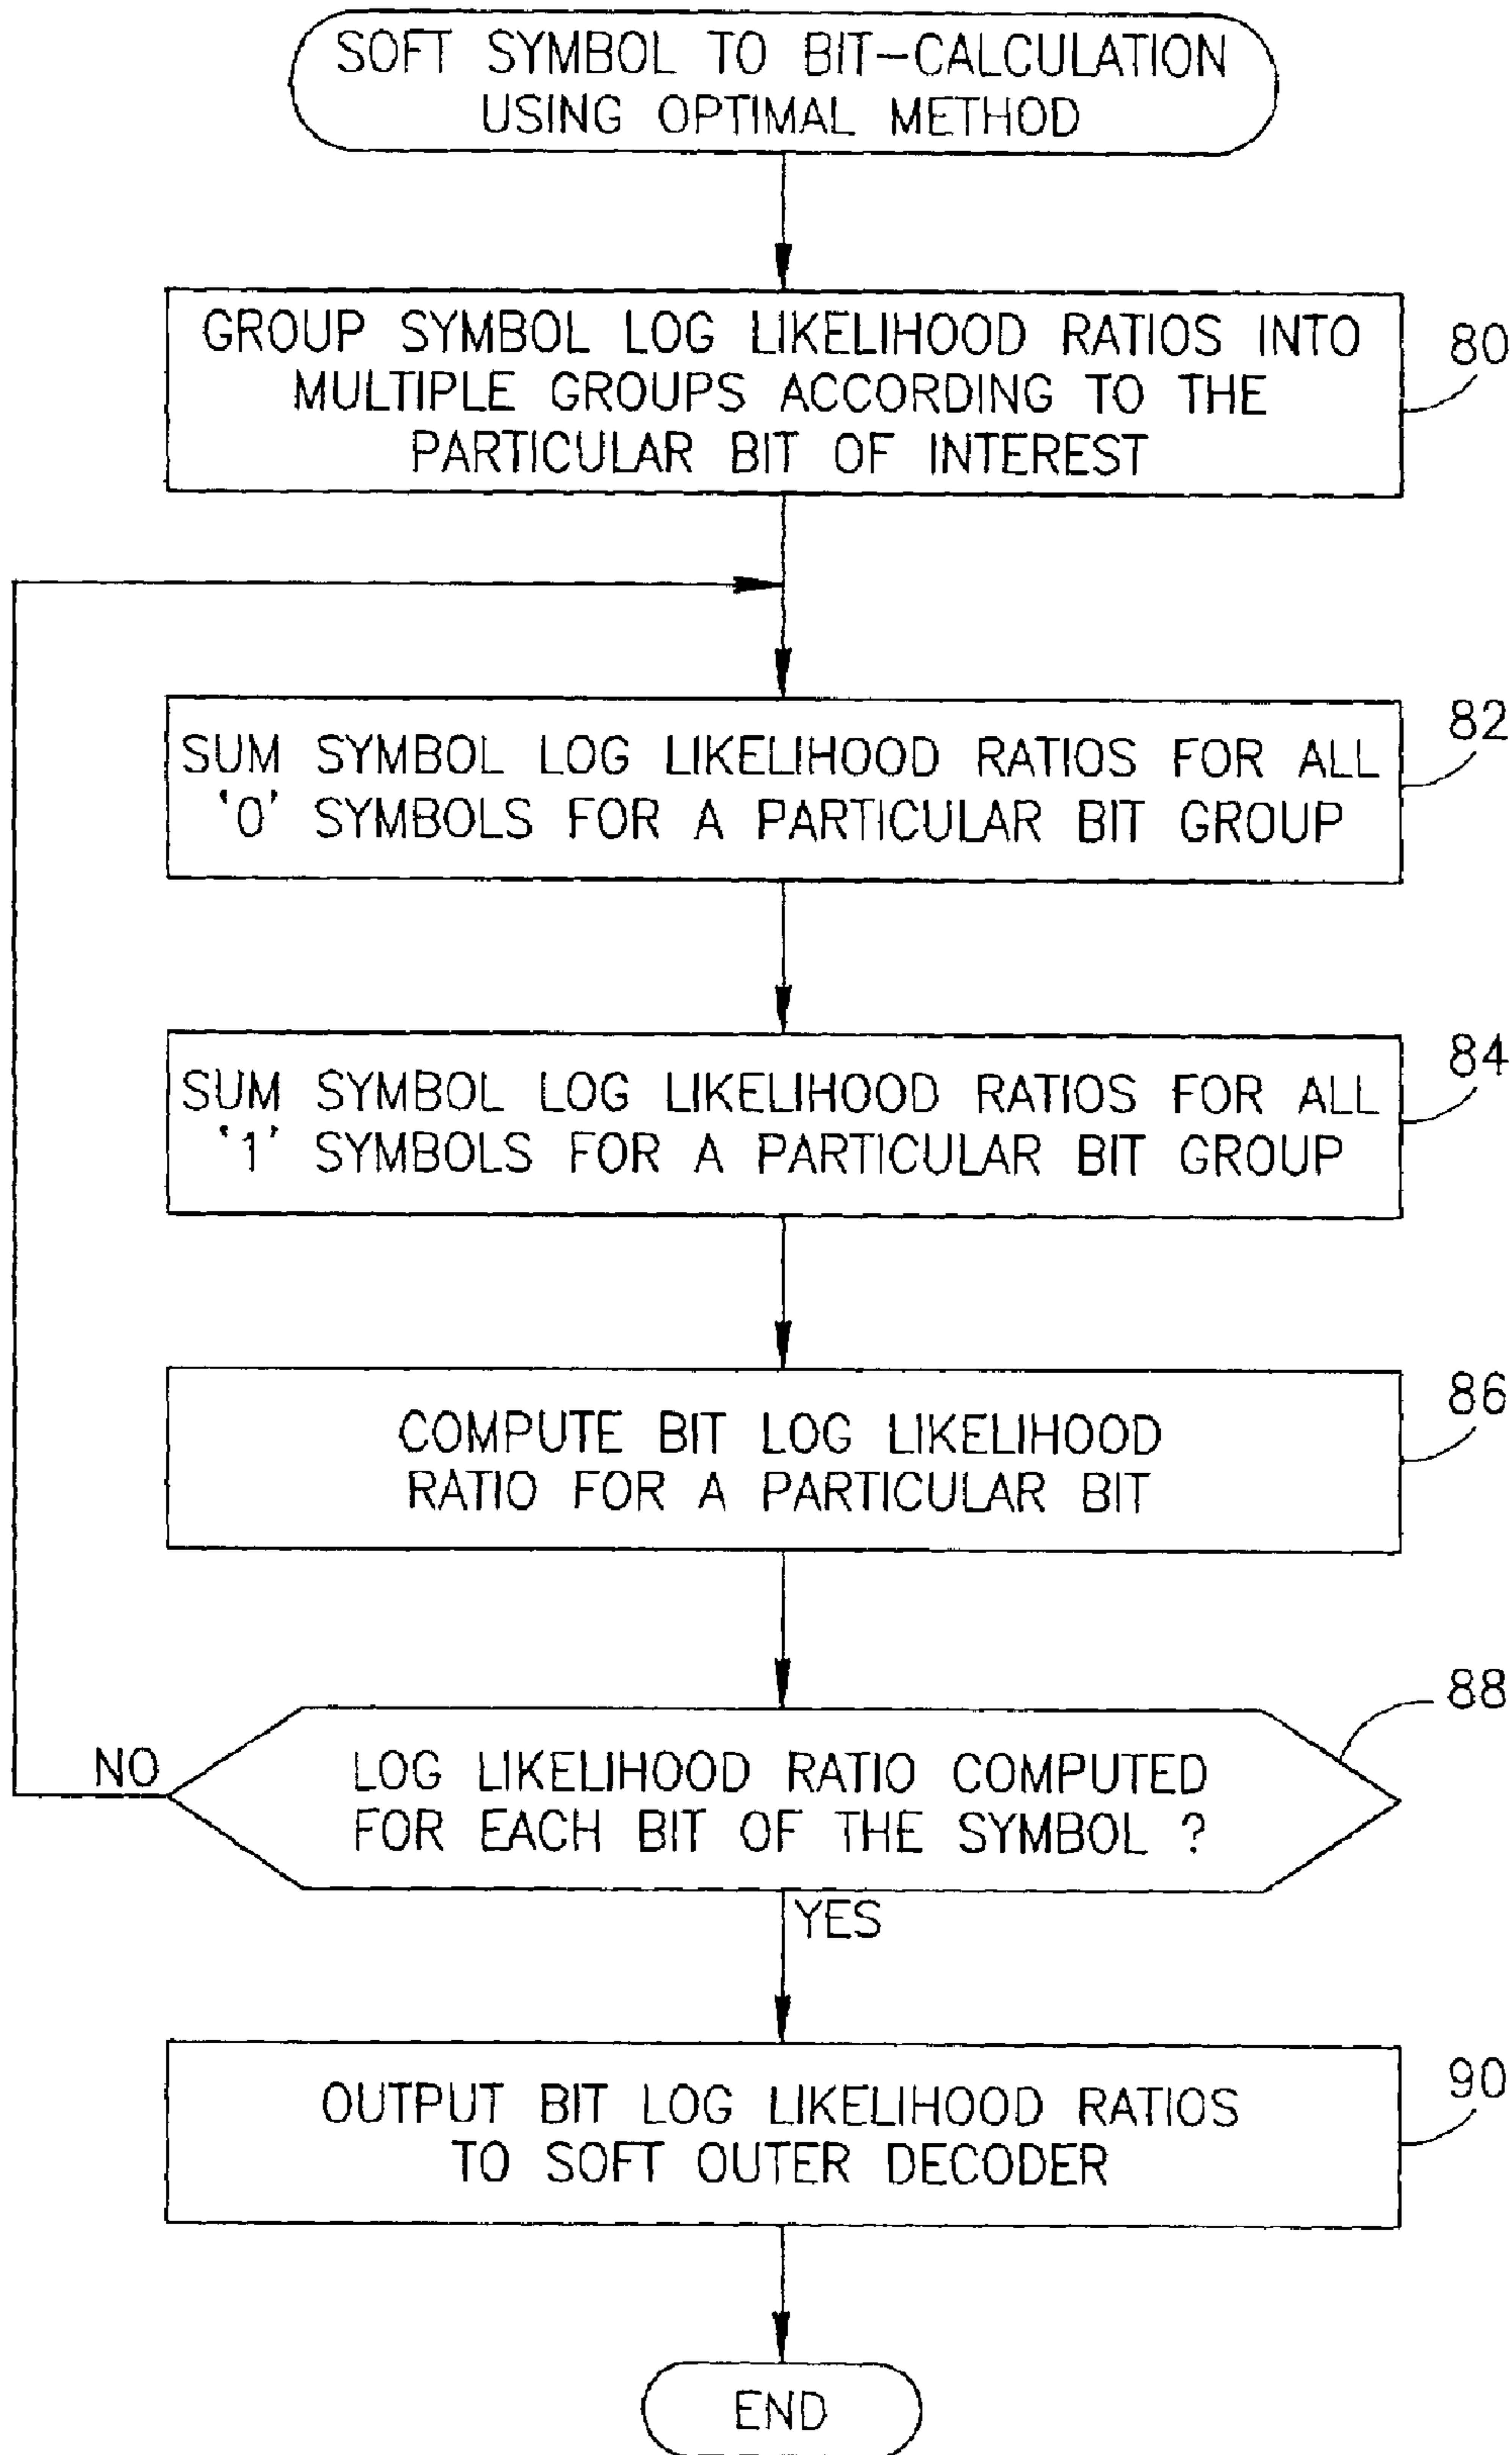 SOFT SYMBOL TO BIT-CALCULATION
USING OPTIMAL METHOD
GROUP SYMBOL LOG LIKELIHOOD RATIOS INTO
MULTIPLE GROUPS ACCORDING TO THE
PARTICULAR BIT OF INTEREST
80
SUM SYMBOL LOG LIKELIHOOD RATIOS FOR ALL
'0' SYMBOLS FOR A PARTICULAR BIT GROUP
82
SUM SYMBOL LOG LIKELIHOOD RATIOS FOR ALL
'1' SYMBOLS FOR A PARTICULAR BIT GROUP
84
COMPUTE BIT LOG LIKELIHOOD
RATIO FOR A PARTICULAR BIT
86
88
NO
LOG LIKELIHOOD RATIO COMPUTED
FOR EACH BIT OF THE SYMBOL ?
YES
OUTPUT BIT LOG LIKELIHOOD RATIOS
TO SOFT OUTER DECODER
90
END